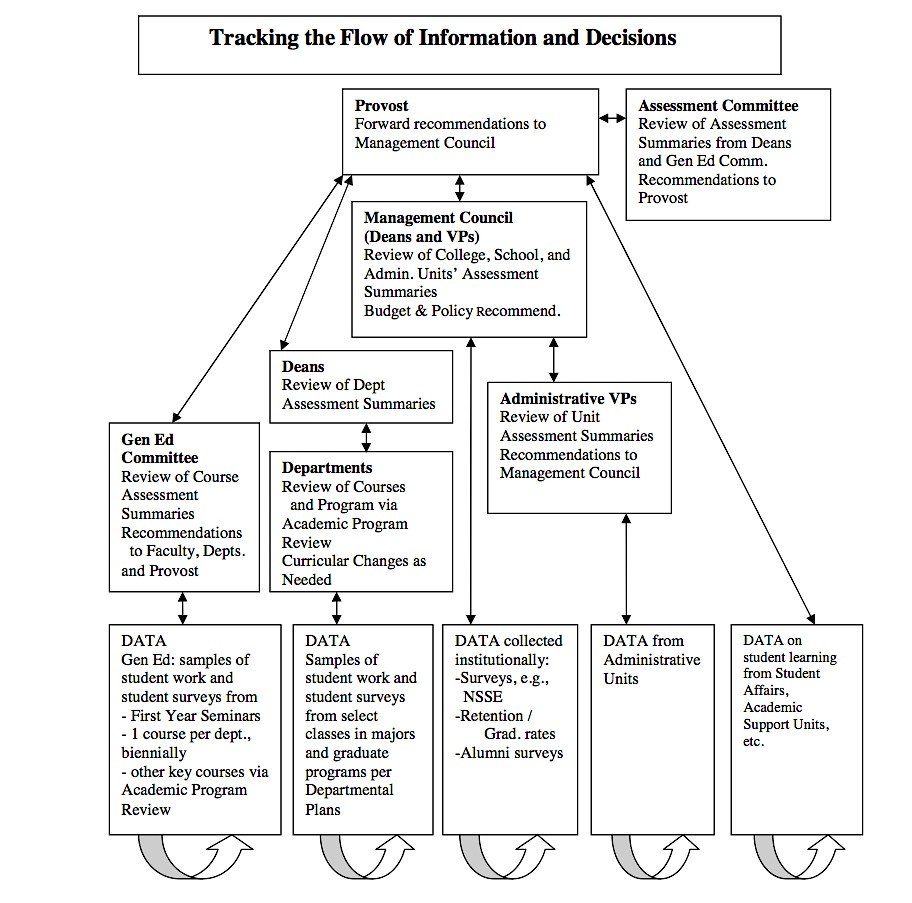 Tracking the Flow of Information and Decisions
Provost
Forward recommendations to
Management Council
Assessment Committee
Review of Assessment
Summaries from Deans
and Gen Ed Comm.
Recommendations to
Provost
Management Council
(Deans and VPs)
Review of College, School, and
Admin. Units’ Assessment
Summaries
Budget & Policy Recommend.
Deans
Review of Dept
Assessment Summaries
Administrative VPs
Review of Unit
Assessment Summaries
Recommendations to
Management Council
Gen Ed
Committee
Review of Course
Assessment
Summaries
Recommendations
to Faculty, Depts.
and Provost
Departments
Review of Courses
and Program via
Academic Program
Review
Curricular Changes as
Needed
DATA
Gen Ed: samples of
student work and
student surveys from
- First Year Seminars
- 1 course per dept.,
biennially
- other key courses via
Academic Program
Review
DATA
Samples of
student work and
student surveys
from select
classes in majors
and graduate
programs per
Departmental
Plans
DATA collected
institutionally:
-Surveys, e.g.,
NSSE
-Retention /
Grad. rates
-Alumni surveys
DATA from
Administrative
Units
DATA on
student learning
from Student
Affairs,
Academic
Support Units,
etc.